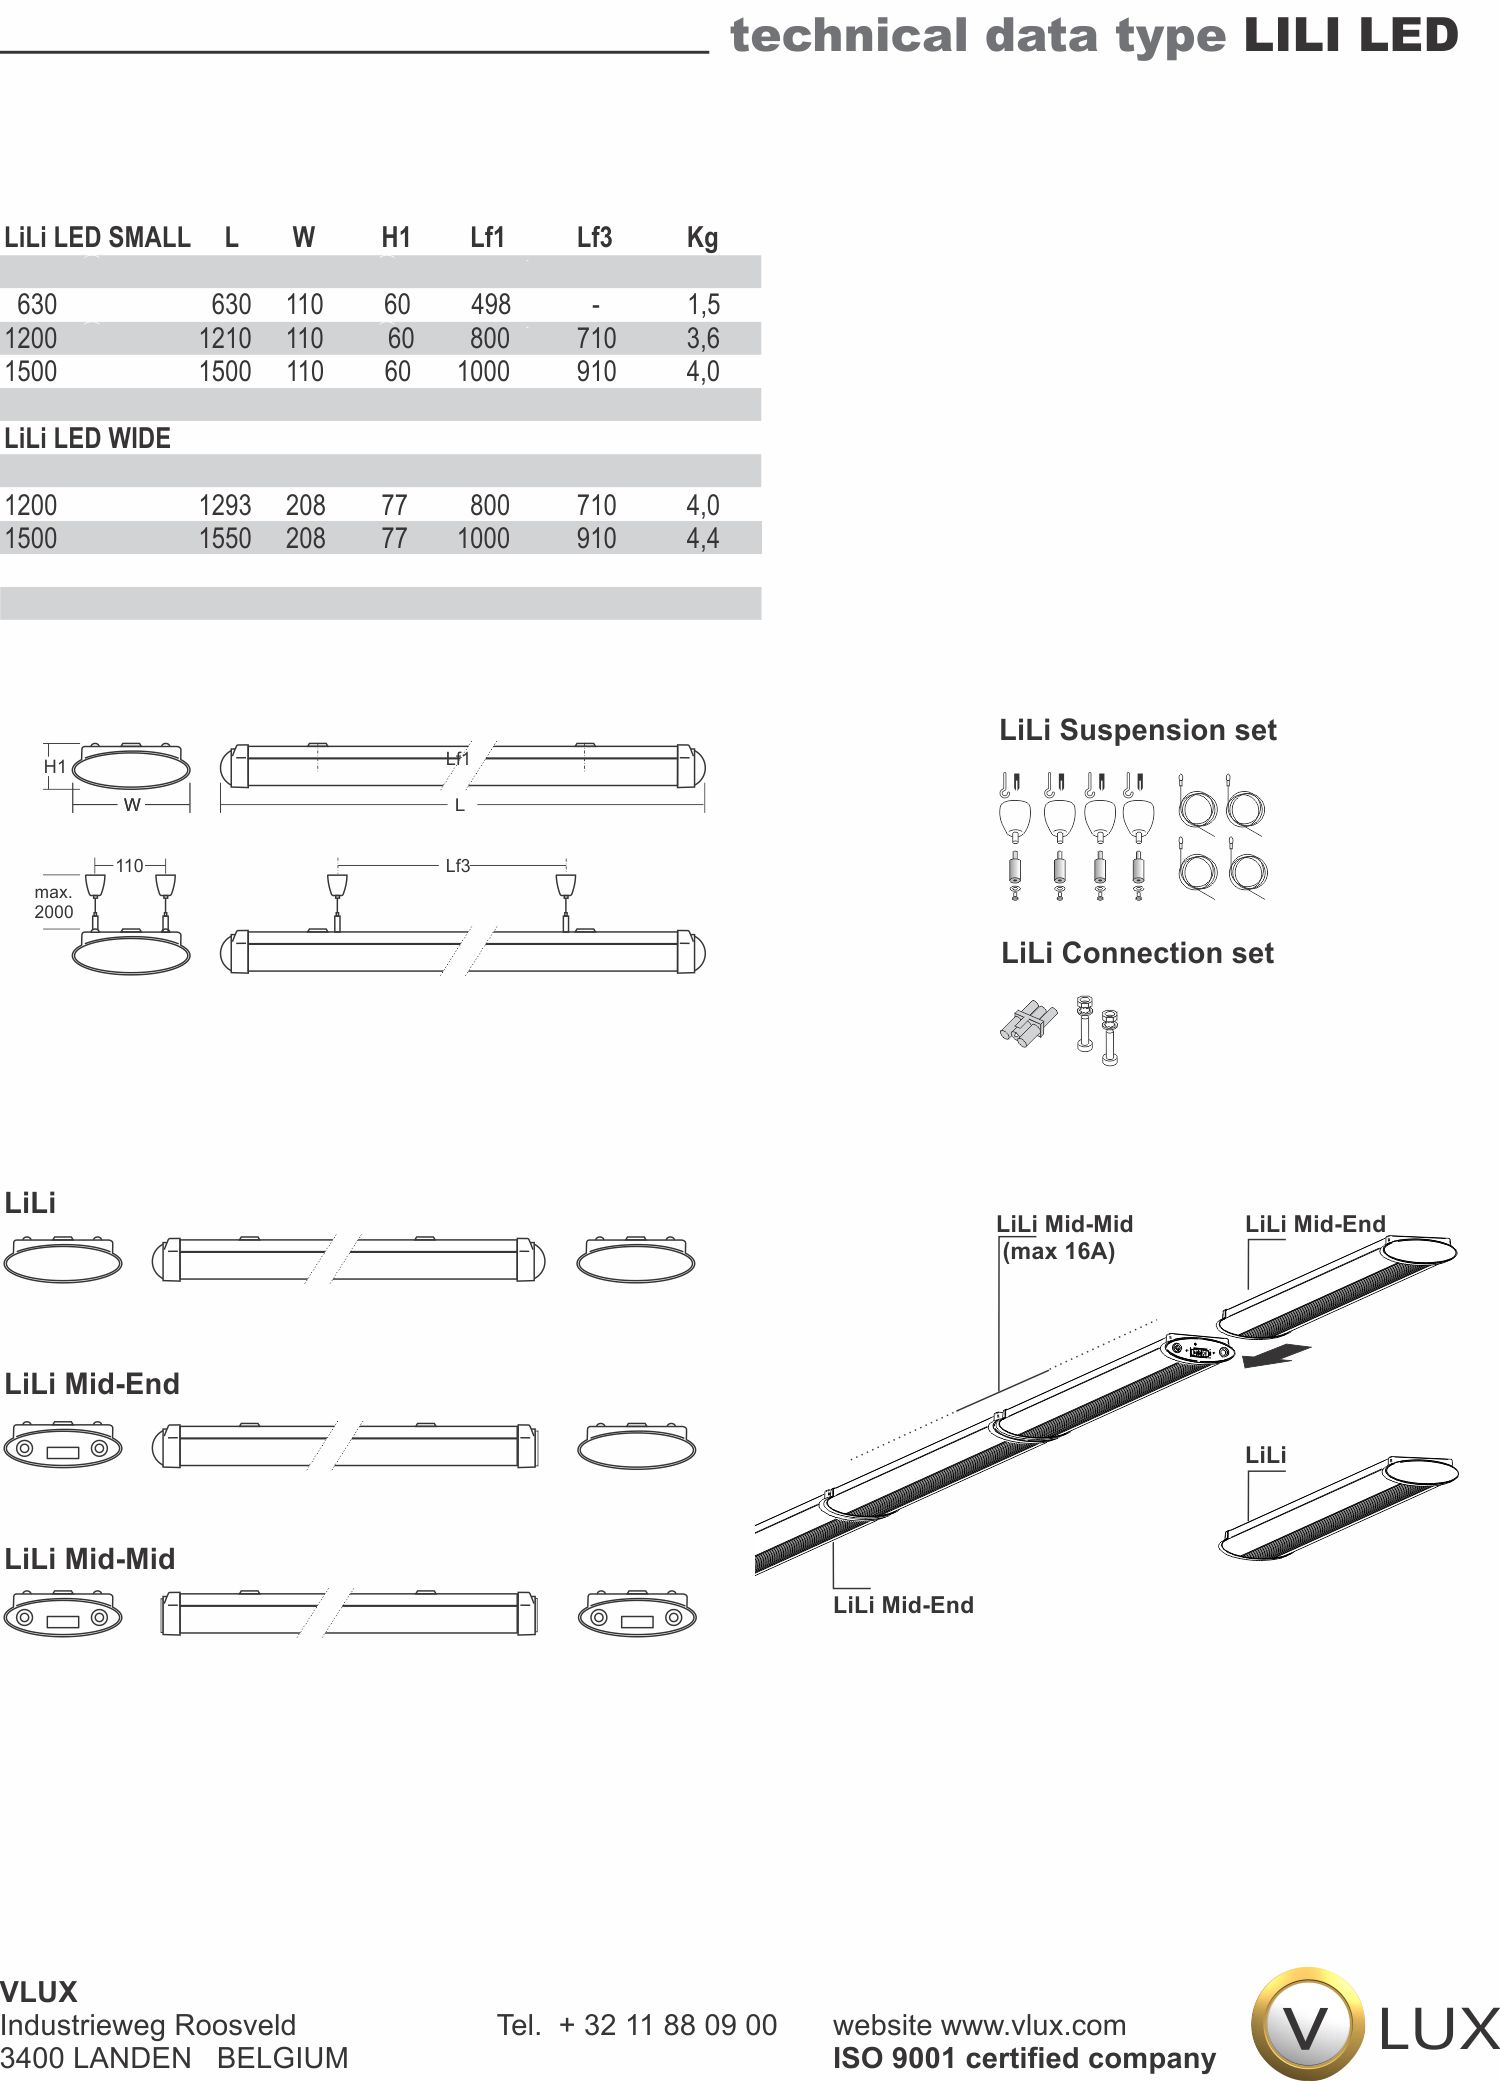 technical data type LILI LED
LiLi LED SMALL L W H1 Lf1 Lf3 Kg
630 630 110 60 498 - 1,5
1200 1210 110 60 800 710 3,6
1500 1500 110 60 1000 910 4,0
LiLi LED WIDE
1200 1293 208 77 800 710 4,0
1500 1550 208 77 1000 910 4,4
H1
W
Lf1
L
110
max.
2000
Lf3
LiLi Suspension set
LiLi Connection set
LiLi
LiLi Mid-End
LiLi Mid-Mid
LiLi Mid-Mid
(max 16A)
LiLi Mid-End
LiLi
LiLi Mid-End
VLUX
Industrieweg Roosveld
3400 LANDEN BELGIUM
Tel. + 32 11 88 09 00
website www.vlux.com
ISO 9001 certified company
V LUX